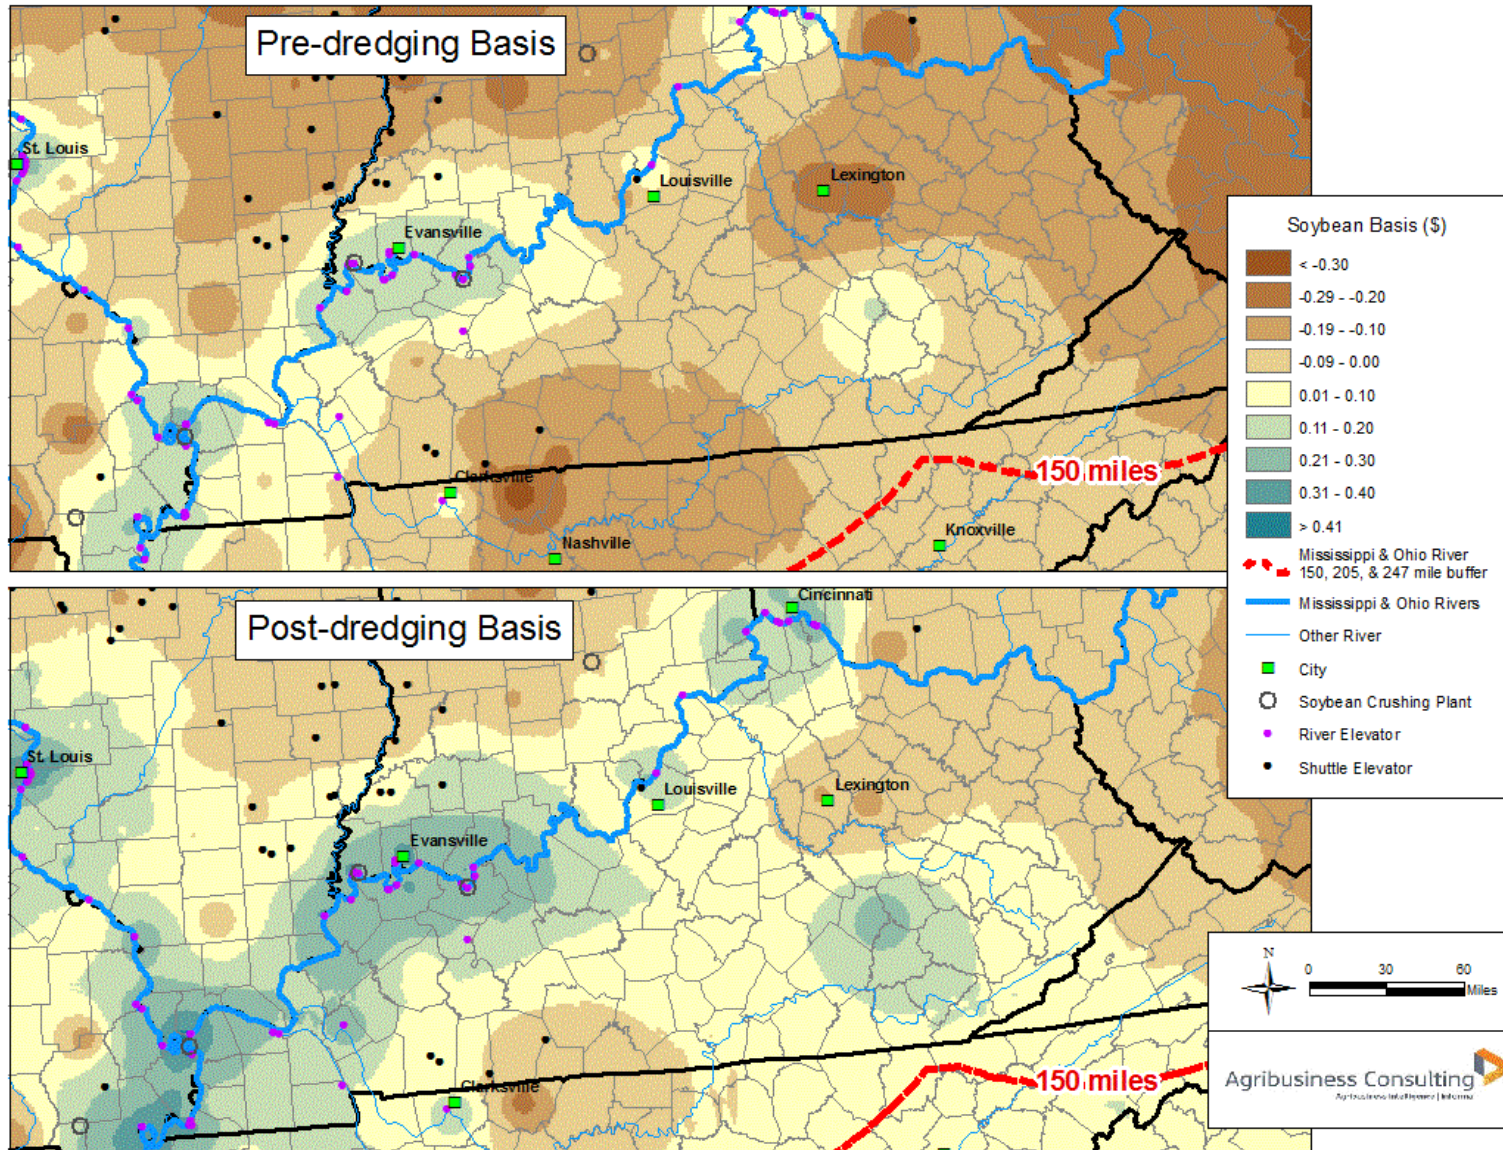 Pre-dredging Basis
St. Louis
Evansville
Louisville
Lexington
Clarksville
Nashville
Knoxville
150 miles
Post-dredging Basis
Cincinnati
St. Louis
Evansville
Louisville
Lexington
Clarksville
150 miles
Soybean Basis ($)
< -0.30
-0.29 - -0.20
-0.19 - -0.10
-0.09 - 0.00
0.01 - 0.10
0.11 - 0.20
0.21 - 0.30
0.31 - 0.40
> 0.41
Mississippi & Ohio River
150, 205, & 247 mile buffer
Mississippi & Ohio Rivers
Other River
City
Soybean Crushing Plant
River Elevator
Shuttle Elevator
N
0 30 60
Miles
Agribusiness Consulting
Agribusiness Intelligence | Informa